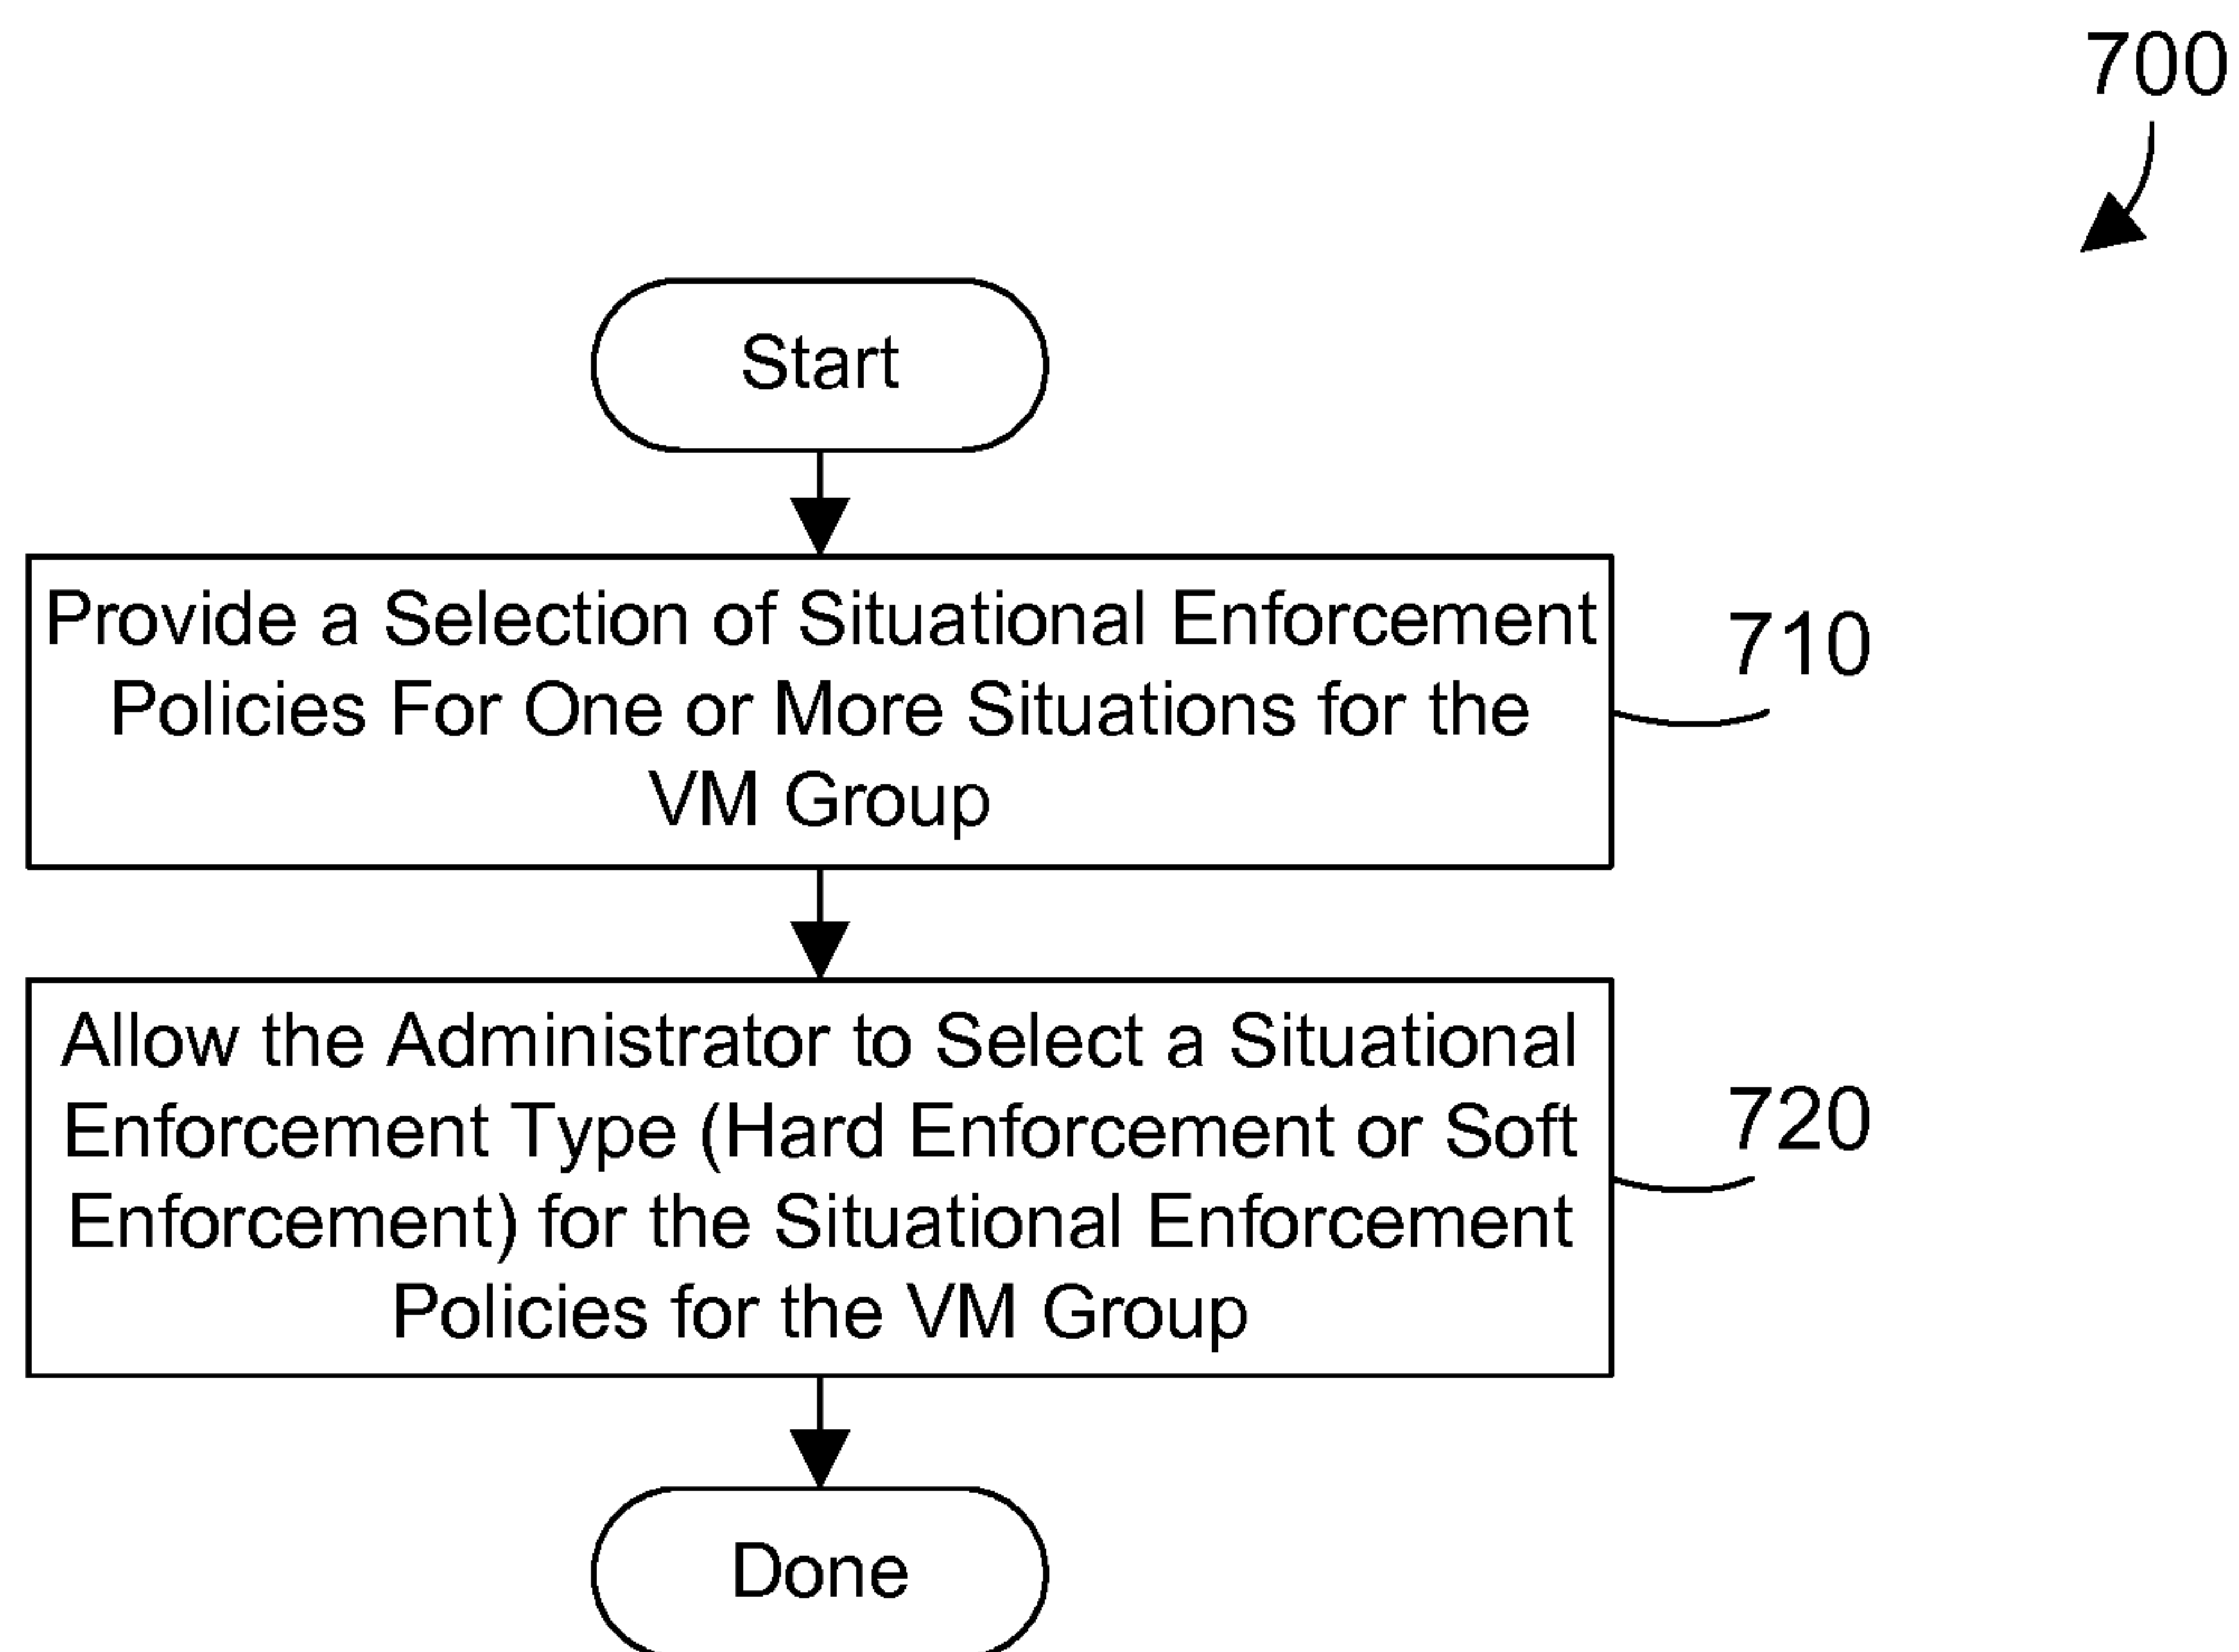 700
Start
Provide a Selection of Situational Enforcement
Policies For One or More Situations for the
VM Group
710
Allow the Administrator to Select a Situational
Enforcement Type (Hard Enforcement or Soft
Enforcement) for the Situational Enforcement
Policies for the VM Group
720
Done